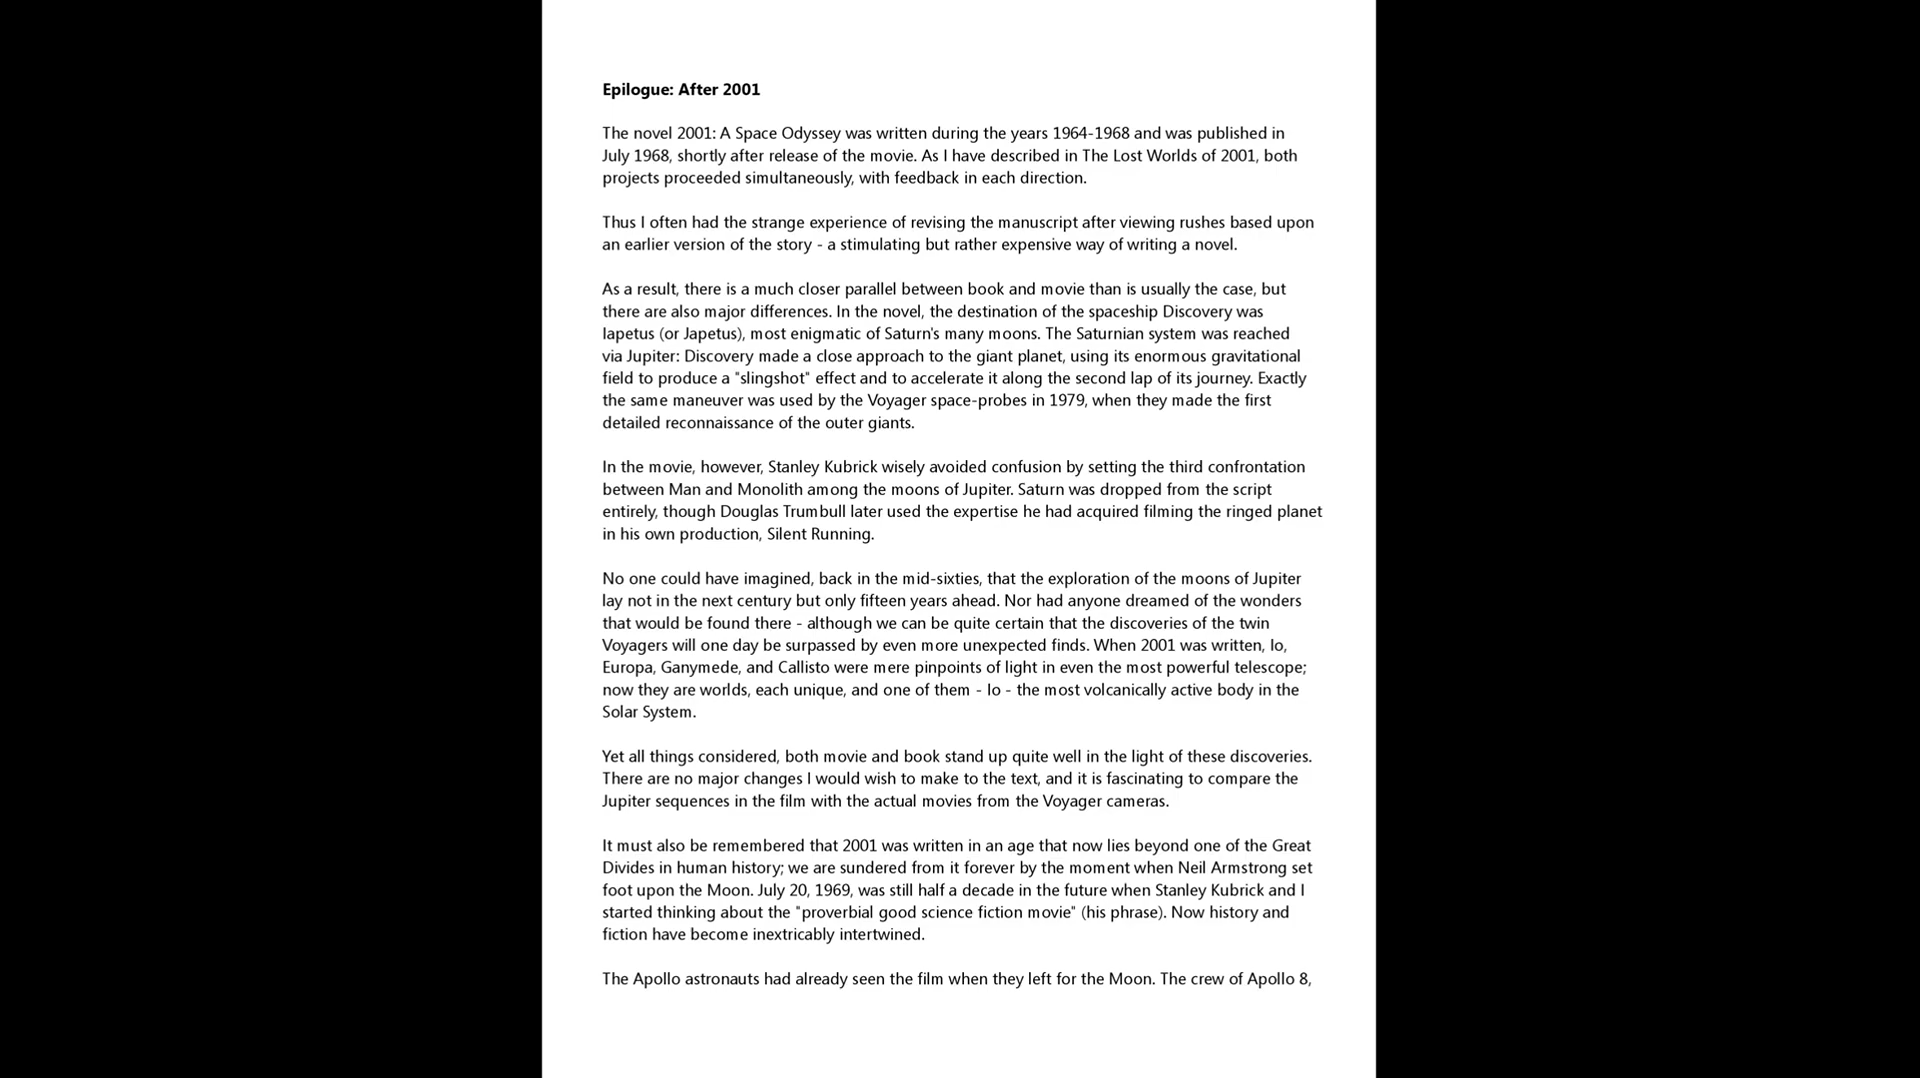 Epilogue: After 2001
The novel 2001: A Space Odyssey was written during the years 1964-1968 and was published in
July 1968, shortly after release of the movie. As I have described in The Lost Worlds of 2001, both
projects proceeded simultaneously, with feedback in each direction.
Thus I often had the strange experience of revising the manuscript after viewing rushes based upon
an earlier version of the story - a stimulating but rather expensive way of writing a novel.
As a result, there is a much closer parallel between book and movie than is usually the case, but
there are also major differences. In the novel, the destination of the spaceship Discovery was
Iapetus (or Japetus), most enigmatic of Saturn's many moons. The Saturnian system was reached
via Jupiter: Discovery made a close approach to the giant planet, using its enormous gravitational
field to produce a "slingshot" effect and to accelerate it along the second lap of its journey. Exactly
the same maneuver was used by the Voyager space-probes in 1979, when they made the first
detailed reconnaissance of the outer giants.
In the movie, however, Stanley Kubrick wisely avoided confusion by setting the third confrontation
between Man and Monolith among the moons of Jupiter. Saturn was dropped from the script
entirely, though Douglas Trumbull later used the expertise he had acquired filming the ringed planet
in his own production, Silent Running.
No one could have imagined, back in the mid-sixties, that the exploration of the moons of Jupiter
lay not in the next century but only fifteen years ahead. Nor had anyone dreamed of the wonders
that would be found there - although we can be quite certain that the discoveries of the twin
Voyagers will one day be surpassed by even more unexpected finds. When 2001 was written, Io,
Europa, Ganymede, and Callisto were mere pinpoints of light in even the most powerful telescope;
now they are worlds, each unique, and one of them - Io - the most volcanically active body in the
Solar System.
Yet all things considered, both movie and book stand up quite well in the light of these discoveries.
There are no major changes I would wish to make to the text, and it is fascinating to compare the
Jupiter sequences in the film with the actual movies from the Voyager cameras.
It must also be remembered that 2001 was written in an age that now lies beyond one of the Great
Divides in human history; we are sundered from it forever by the moment when Neil Armstrong set
foot upon the Moon. July 20, 1969, was still half a decade in the future when Stanley Kubrick and I
started thinking about the "proverbial good science fiction movie" (his phrase). Now history and
fiction have become inextricably intertwined.
The Apollo astronauts had already seen the film when they left for the Moon. The crew of Apollo 8,